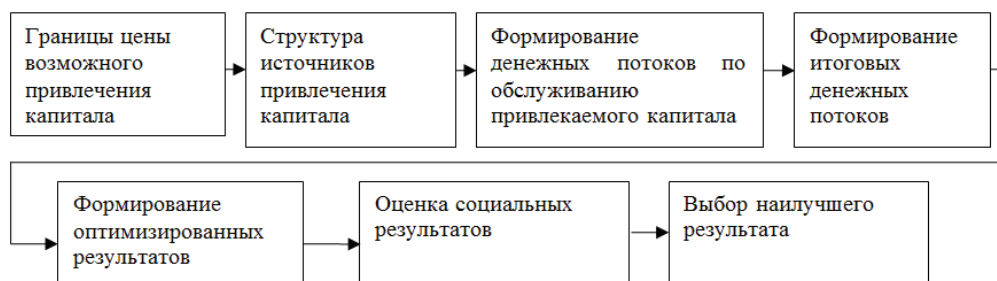 Границы цены
возможного
привлечения
капитала
Структура
источников
привлечения
капитала
Формирование
денежных потоков по
обслуживанию
привлекаемого капитала
Формирование
итоговых
денежных
потоков
Формирование
оптимизированных
результатов
Оценка социальных
результатов
Выбор наилучшего
результата